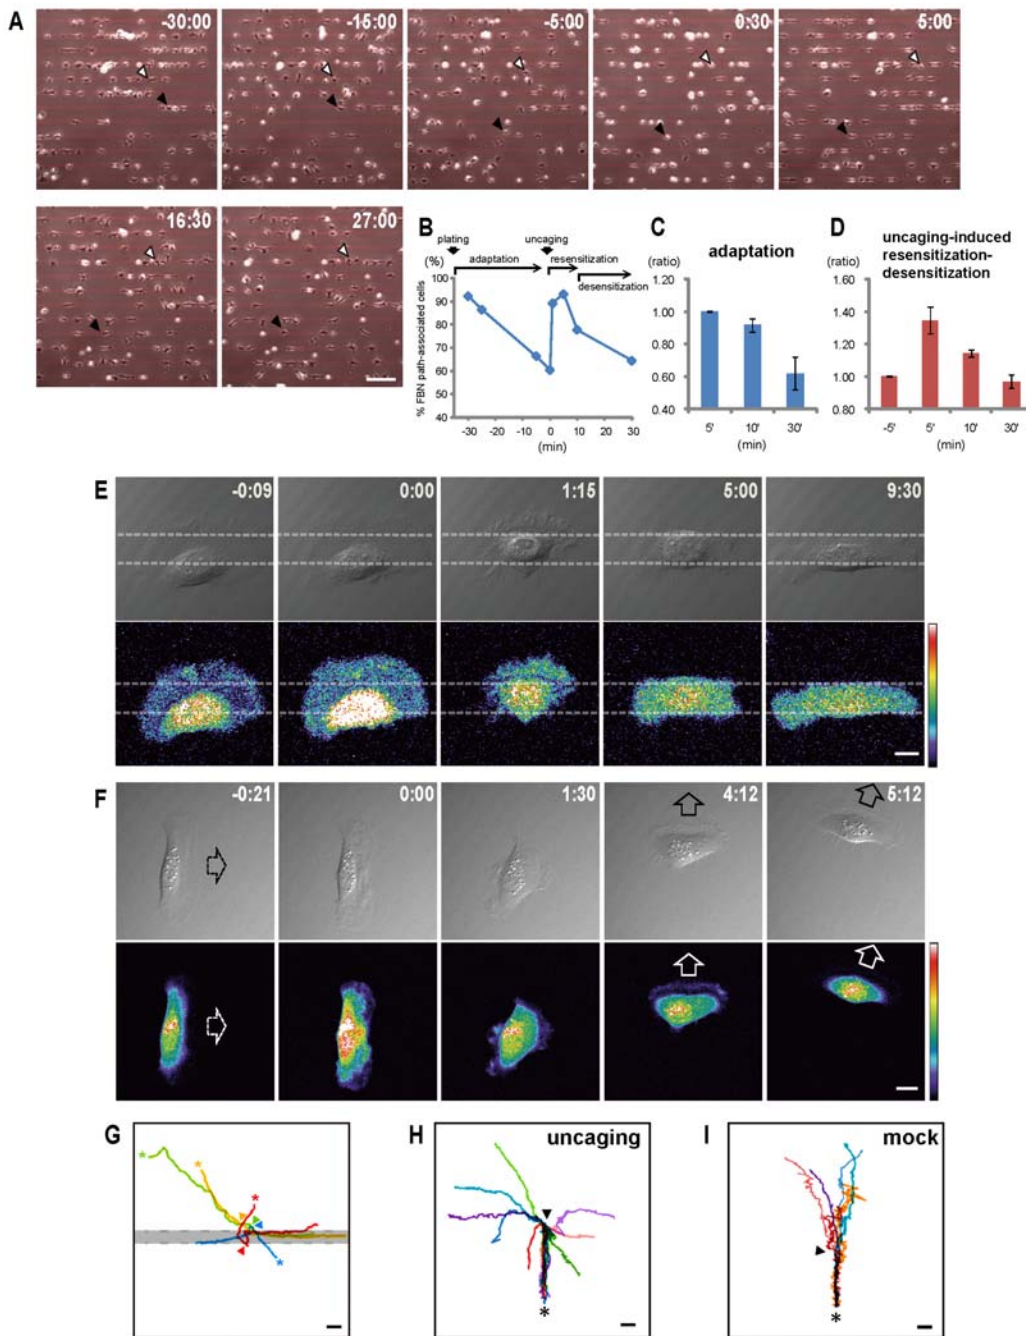 A
-30:00
-15:00
-5:00
0:30
5:00
16:30
27:00
B
plating
uncaging
(%)
adaptation
resensitization
desensitization
100
90
80
70
60
50
40
% FBN path-associated cells
-30 -20 -10 0 10 20 30
(min)
C
adaptation
(ratio)
1.20
1.00
0.80
0.60
0.40
5' 10' 30'
(min)
D
uncaging-induced
resensitization-
desensitization
(ratio)
1.60
1.40
1.20
1.00
0.80
-5' 5' 10' 30'
(min)
E
-0:09
0:00
1:15
5:00
9:30
F
-0:21
0:00
1:30
4:12
5:12
G
*
*
*
*
H
uncaging
*
I
mock
*